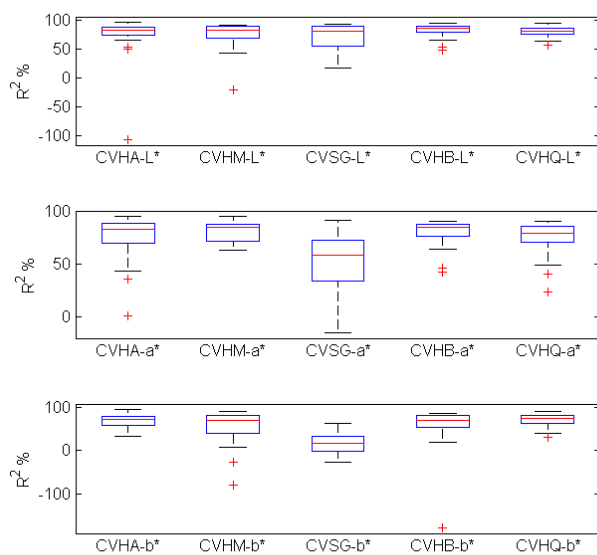 100
50
0
-50
-100
R² %
CVHA-L* CVHM-L* CVSG-L* CVHB-L* CVHQ-L*
100
50
0
R² %
CVHA-a* CVHM-a* CVSG-a* CVHB-a* CVHQ-a*
100
0
-100
R² %
CVHA-b* CVHM-b* CVSG-b* CVHB-b* CVHQ-b*